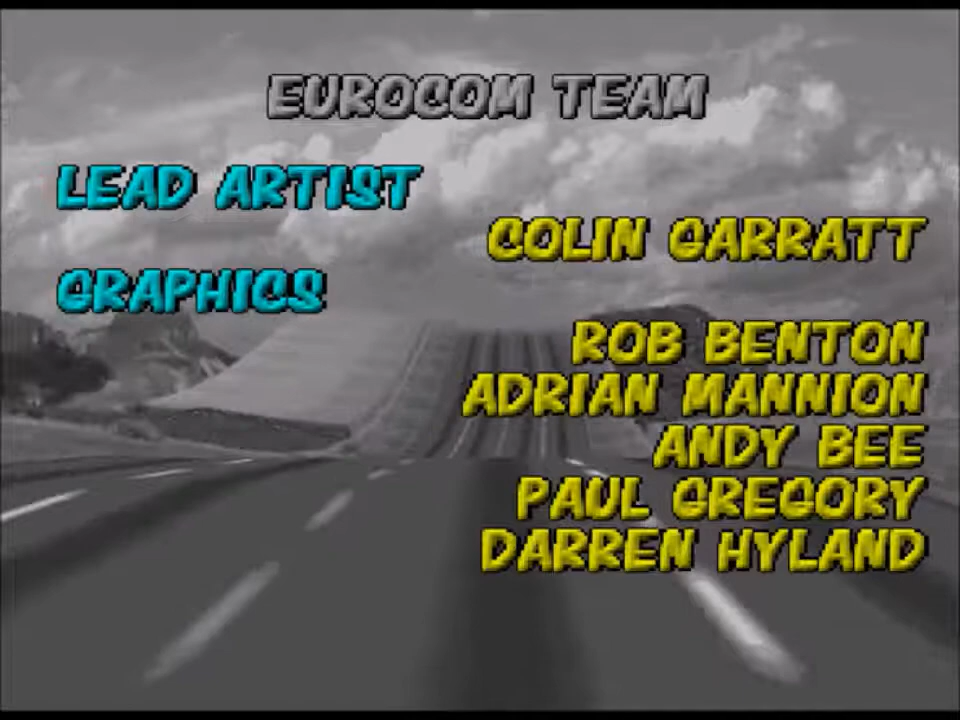 EUROCOM TEAM
LEAD ARTIST
COLIN GARRATT
GRAPHICS
ROB BENTON
ADRIAN MANNION
ANDY BEE
PAUL GREGORY
DARREN HYLAND